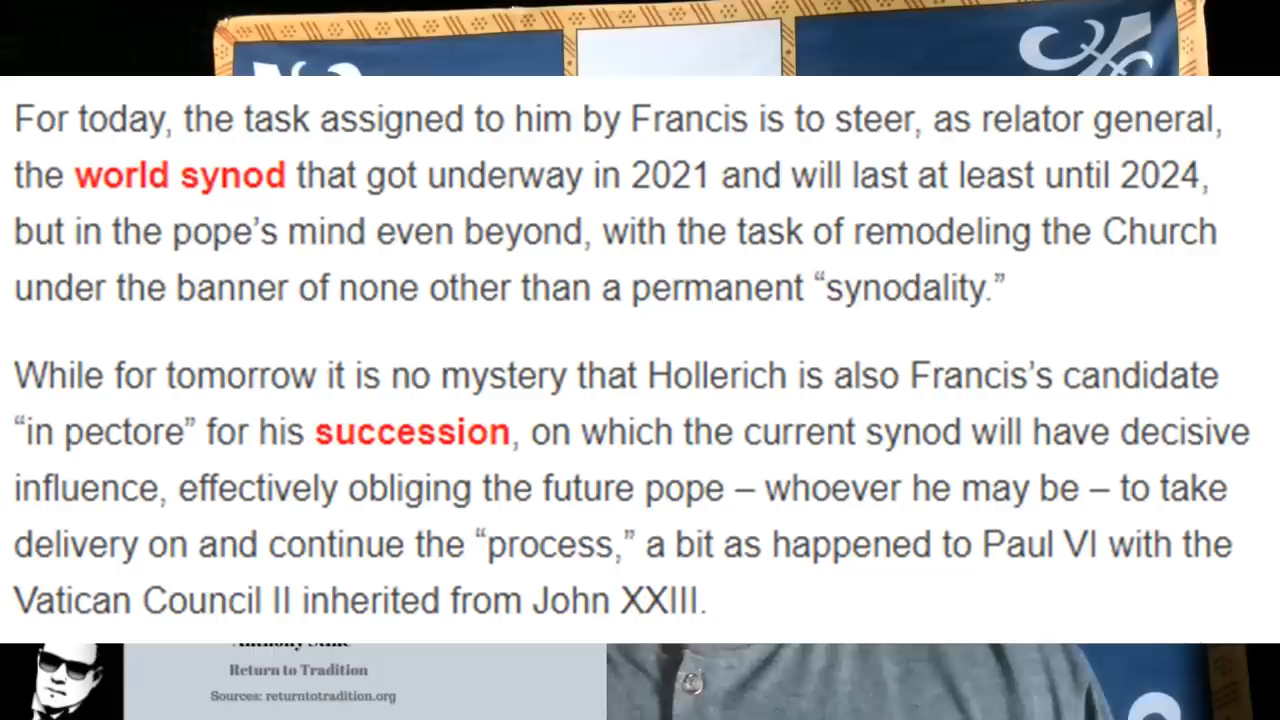 For today, the task assigned to him by Francis is to steer, as relator general,
the world synod that got underway in 2021 and will last at least until 2024,
but in the pope’s mind even beyond, with the task of remodeling the Church
under the banner of none other than a permanent “synodality.”
While for tomorrow it is no mystery that Hollerich is also Francis’s candidate
“in pectore” for his succession, on which the current synod will have decisive
influence, effectively obliging the future pope – whoever he may be – to take
delivery on and continue the “process,” a bit as happened to Paul VI with the
Vatican Council II inherited from John XXIII.
Return to Tradition
Sources: returntotradition.org